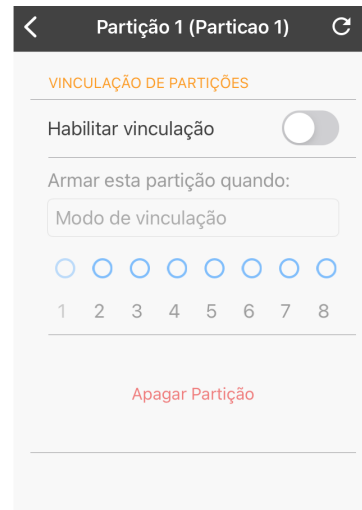 Partição 1 (Particao 1)
VINCULAÇÃO DE PARTIÇÕES
Habilitar vinculação
Armar esta partição quando:
Modo de vinculação
1 2 3 4 5 6 7 8
Apagar Partição